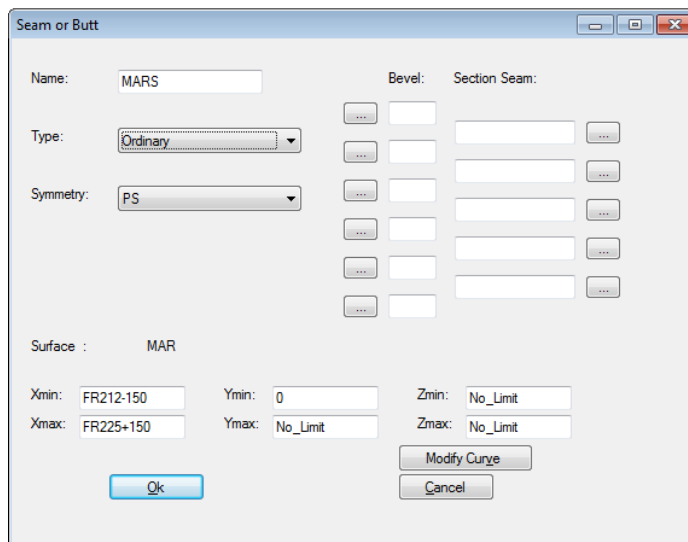 Seam or Butt
Name: MARS Bevel: Section Seam:
...
...
Type: Ordinary
...
...
Symmetry: PS
...
...
...
...
...
...
...
Surface : MAR
Xmin: FR212-150 Ymin: 0 Zmin: No_Limit
Xmax: FR225+150 Ymax: No_Limit Zmax: No_Limit
Modify Curve
Ok Cancel